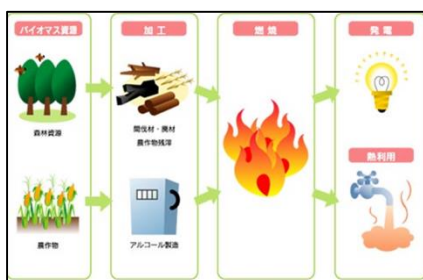 バイオマス資源
加工
燃焼
発電
森林資源
間伐材・廃材
農作物残滓
熱利用
農作物
アルコール製造